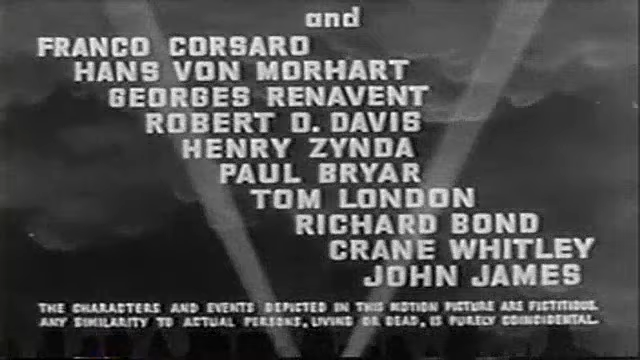 and
FRANCO CORSARO
HANS VON MORHART
GEORGES RENAVENT
ROBERT O. DAVIS
HENRY ZYNDA
PAUL BRYAR
TOM LONDON
RICHARD BOND
CRANE WHITLEY
JOHN JAMES
THE CHARACTERS AND EVENTS DEPICTED IN THIS MOTION PICTURE ARE FICTITIOUS.
ANY SIMILARITY TO ACTUAL PERSONS, LIVING OR DEAD, IS PURELY COINCIDENTAL.